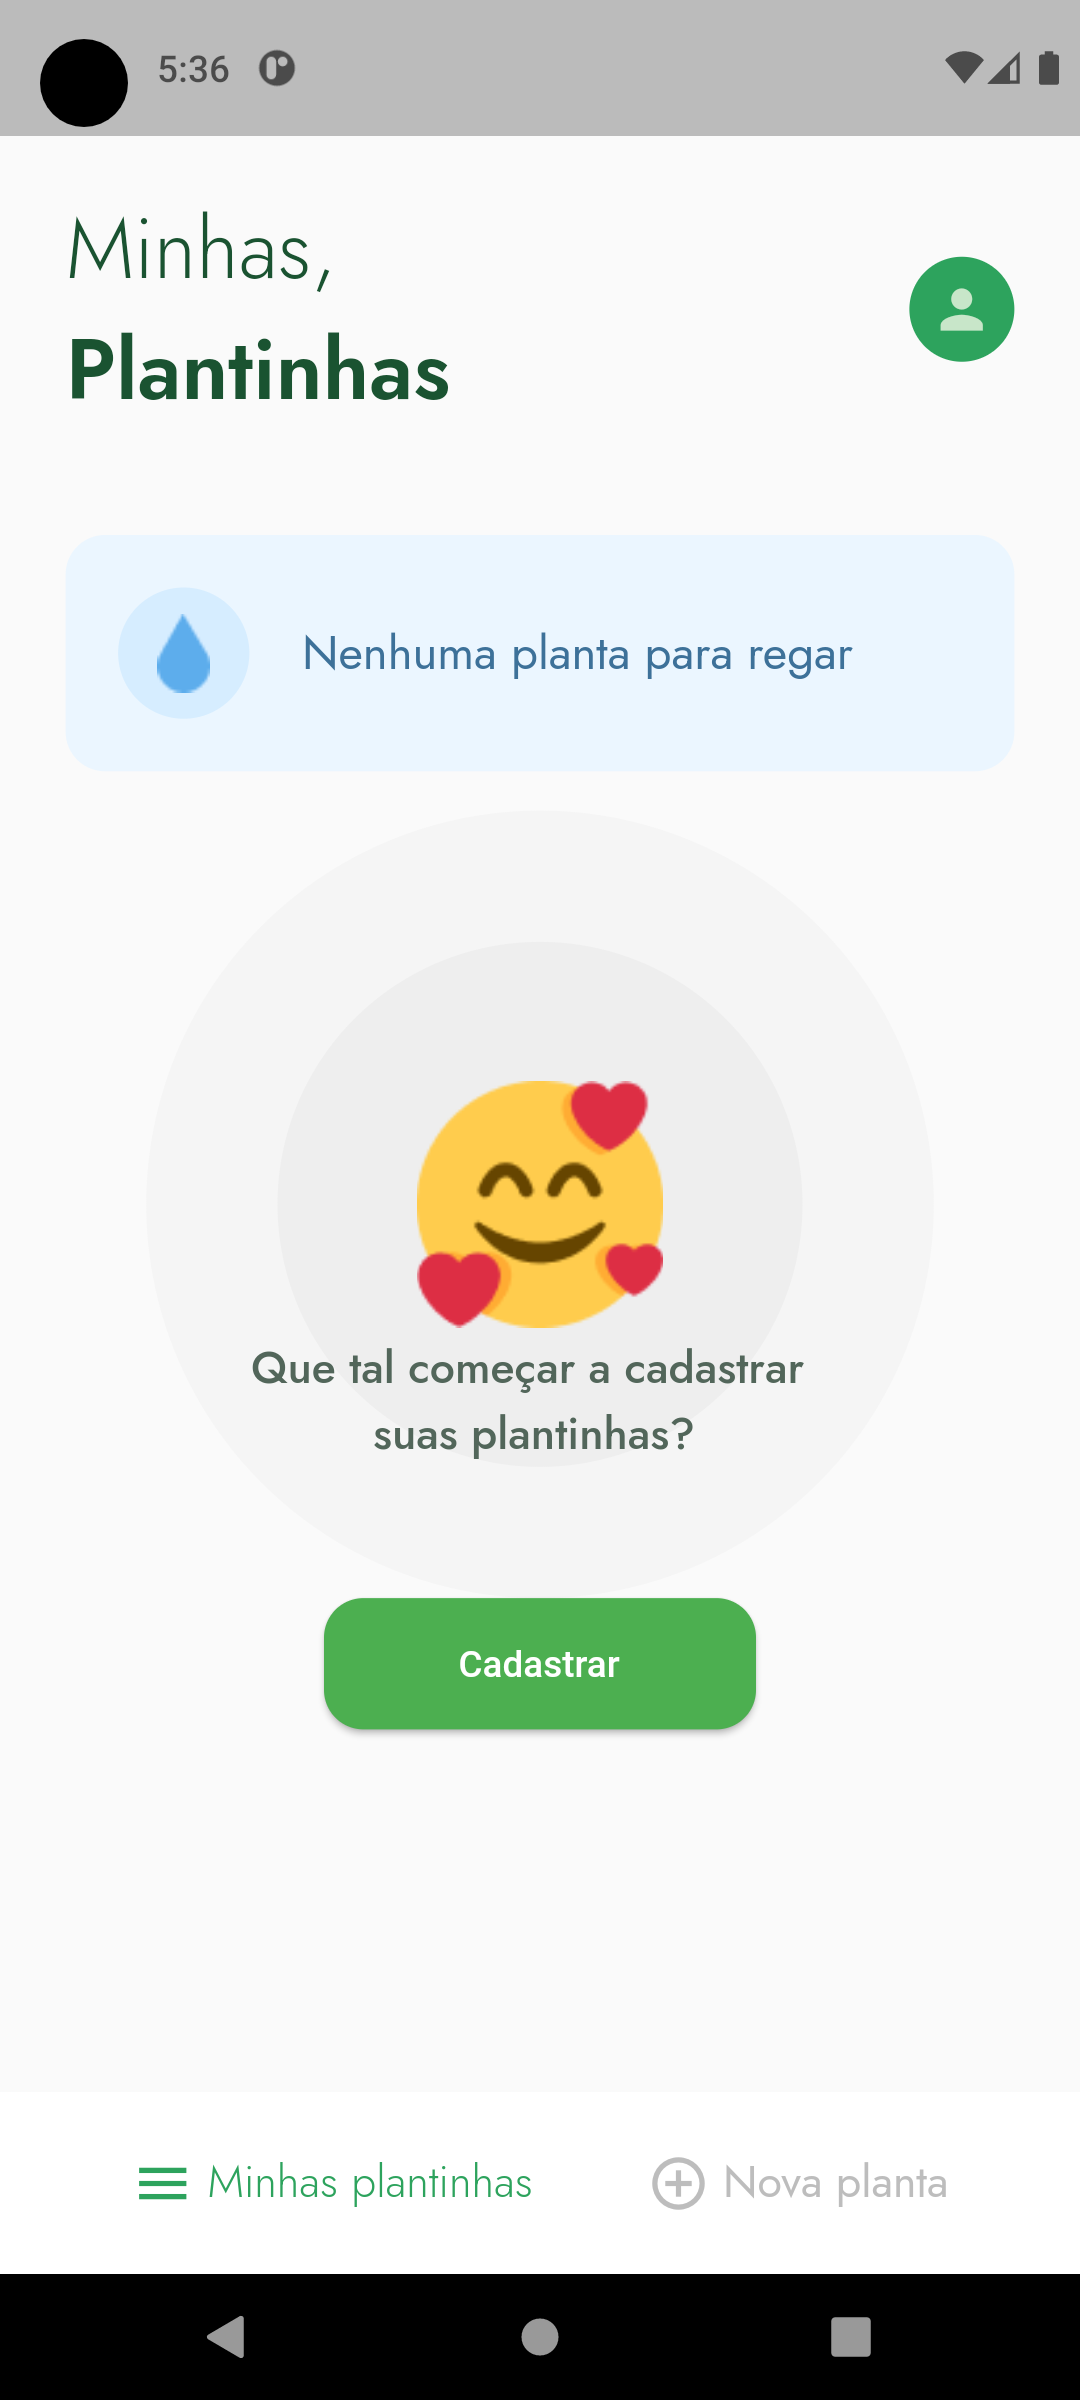 5:36
Minhas,
Plantinhas
Nenhuma planta para regar
Que tal começar a cadastrar
suas plantinhas?
Cadastrar
Minhas plantinhas
Nova planta